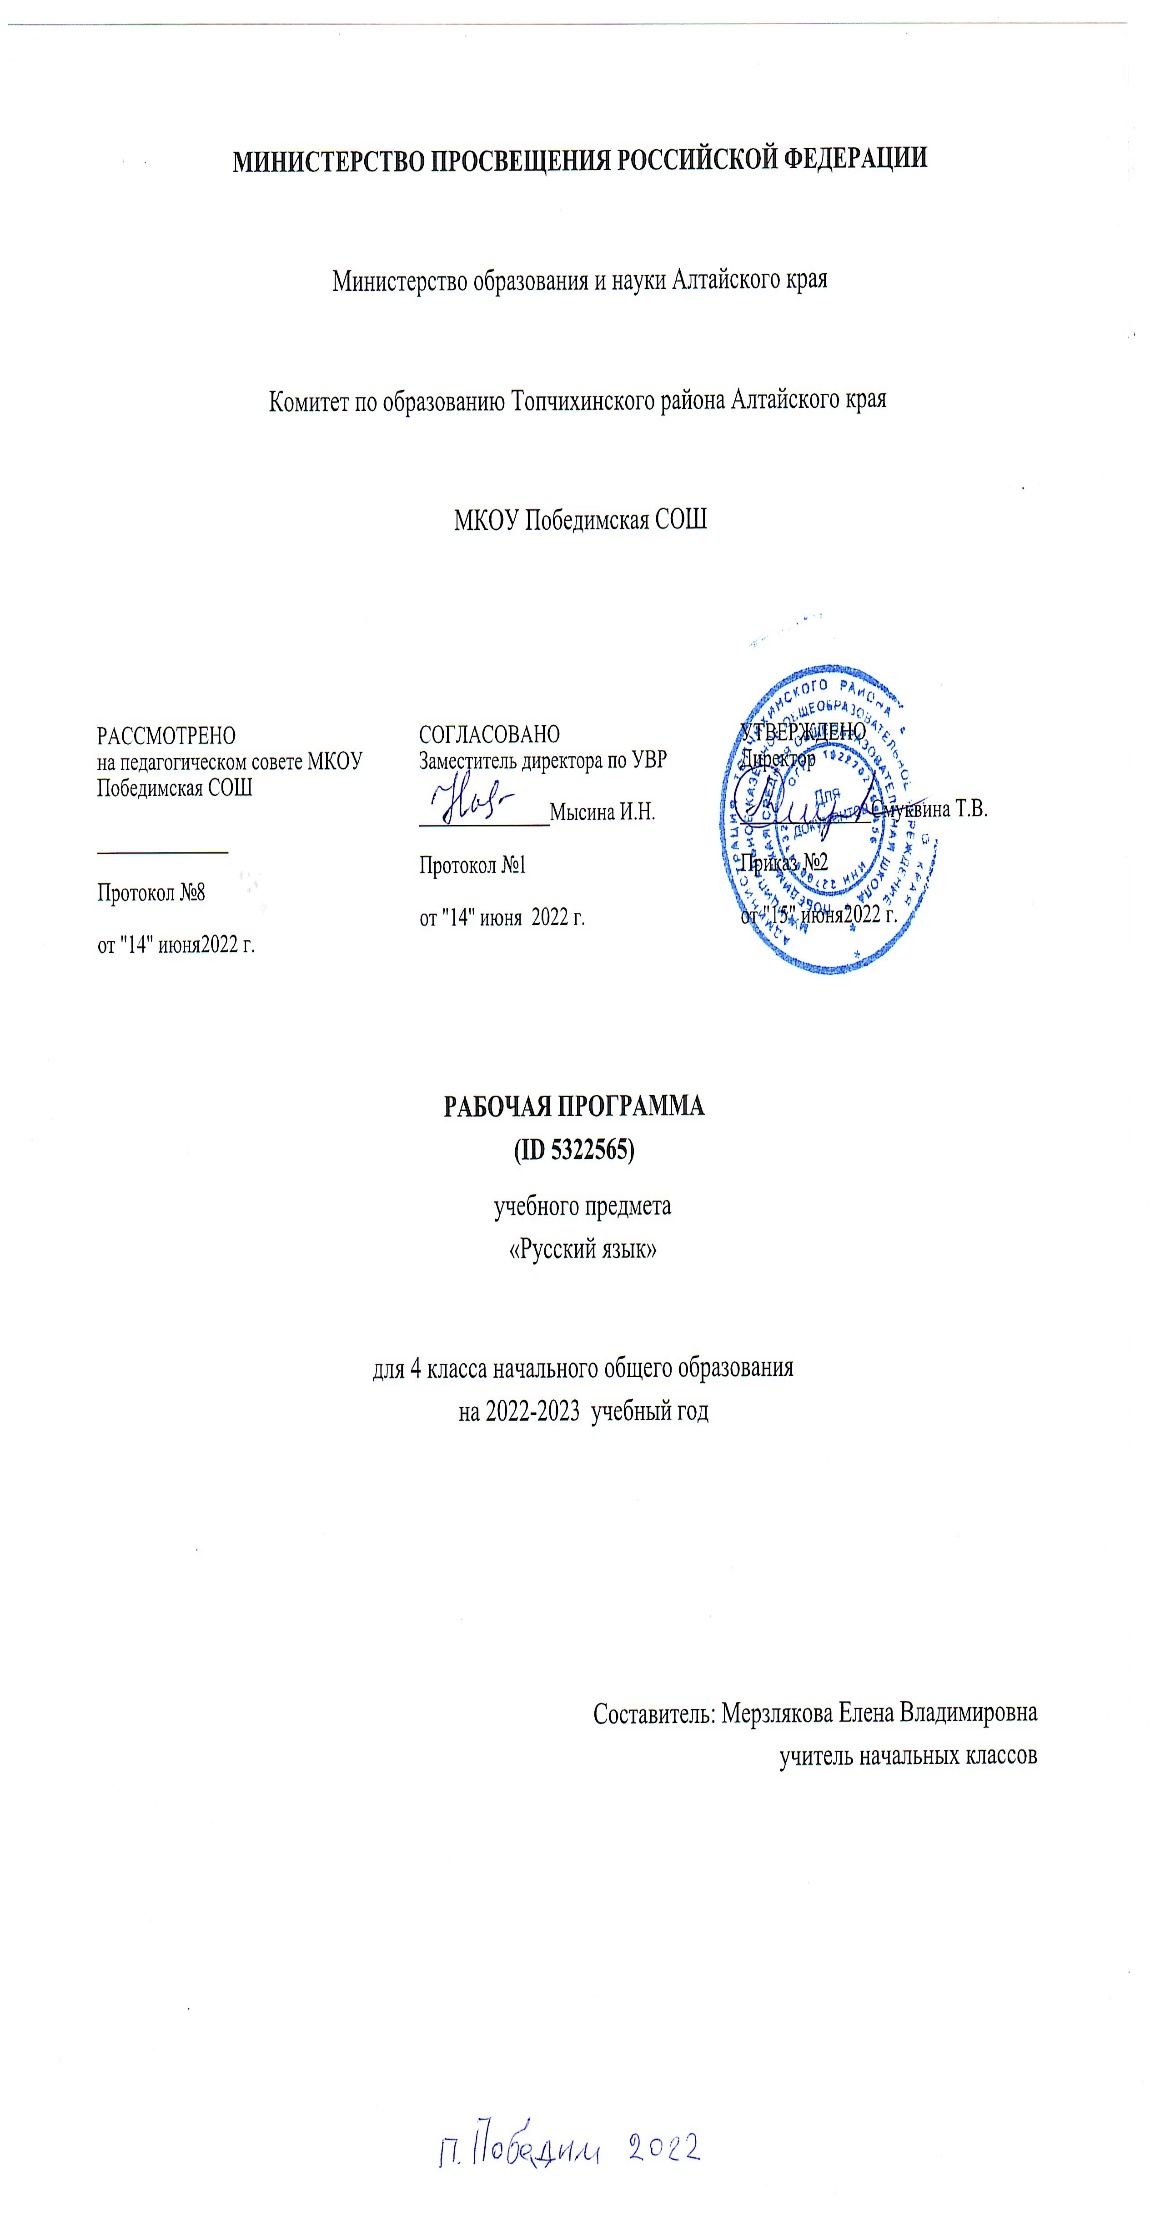 МИНИСТЕРСТВО ПРОСВЕЩЕНИЯ РОССИЙСКОЙ ФЕДЕРАЦИИ
Министерство образования и науки Алтайского края
Комитет по образованию Топчихинского района Алтайского края
МКОУ Победимская СОШ
РАССМОТРЕНО
на педагогическом совете МКОУ
Победимская СОШ
Протокол №8
от "14" июня2022 г.
СОГЛАСОВАНО
Заместитель директора по УВР
Мысина И.Н.
Протокол №1
от "14" июня 2022 г.
УТВЕРЖДЕНО
Директор
Смуквина Т.В.
Приказ №2
от "15" июня2022 г.
Для
документов
РАБОЧАЯ ПРОГРАММА
(ID 5322565)
учебного предмета
«Русский язык»
для 4 класса начального общего образования
на 2022-2023 учебный год
Составитель: Мерзлякова Елена Владимировна
учитель начальных классов
п. Победим 2022